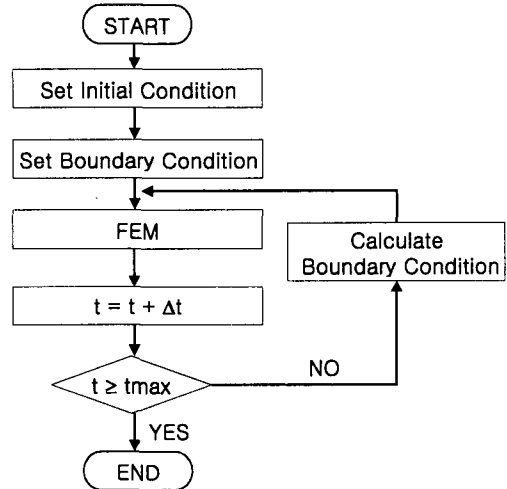 START
Set Initial Condition
Set Boundary Condition
FEM
Calculate
Boundary Condition
t = t + Δt
t ≥ tmax
NO
YES
END